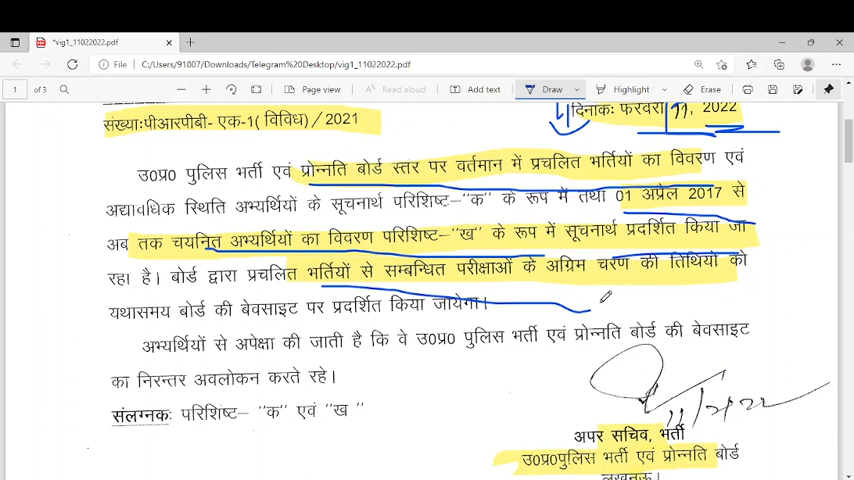 *vig1_11022022.pdf
File C:/Users/91807/Downloads/Telegram%20Desktop/vig1_11022022.pdf
1 of 3 Page view Read aloud Add text Draw Highlight Erase
संख्याःपीआरपीबी- एक-1( विविध) / 2021
दिनाकः फरवरी 11, 2022
उ0प्र0 पुलिस भर्ती एवं प्रोन्नति बोर्ड स्तर पर वर्तमान में प्रचलित भर्तियों का विवरण एवं
अद्यावधिक स्थिति अभ्यर्थियों के सूचनार्थ परिशिष्ट-"क" के रूप में तथा 01 अप्रैल 2017 से
अब तक चयनित अभ्यर्थियों का विवरण परिशिष्ट-"ख" के रूप में सूचनार्थ प्रदर्शित किया जा
रहा है। बोर्ड द्वारा प्रचलित भर्तियों से सम्बन्धित परीक्षाओं के अग्रिम चरण की तिथियों को
यथासमय बोर्ड की बेवसाइट पर प्रदर्शित किया जायेगा।
अभ्यर्थियों से अपेक्षा की जाती है कि वे उ0प्र0 पुलिस भर्ती एवं प्रोन्नति बोर्ड की बेवसाइट
का निरन्तर अवलोकन करते रहे।
संलग्नकः परिशिष्ट- "क" एवं "ख "
11/2/22
अपर सचिव, भर्ती
उ0प्र0पुलिस भर्ती एवं प्रोन्नति बोर्ड
लखनऊ।